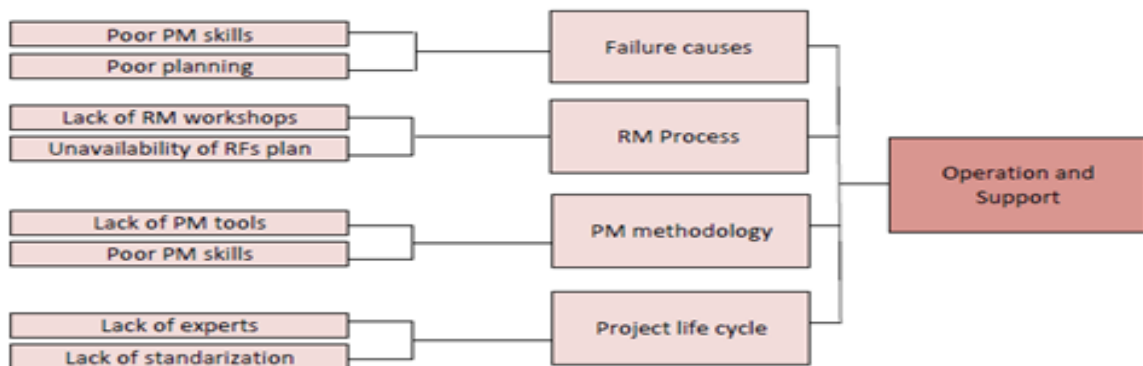 Poor PM skills
Poor planning
Failure causes
Lack of RM workshops
Unavailability of RFs plan
RM Process
Operation and
Support
Lack of PM tools
Poor PM skills
PM methodology
Lack of experts
Lack of standarization
Project life cycle